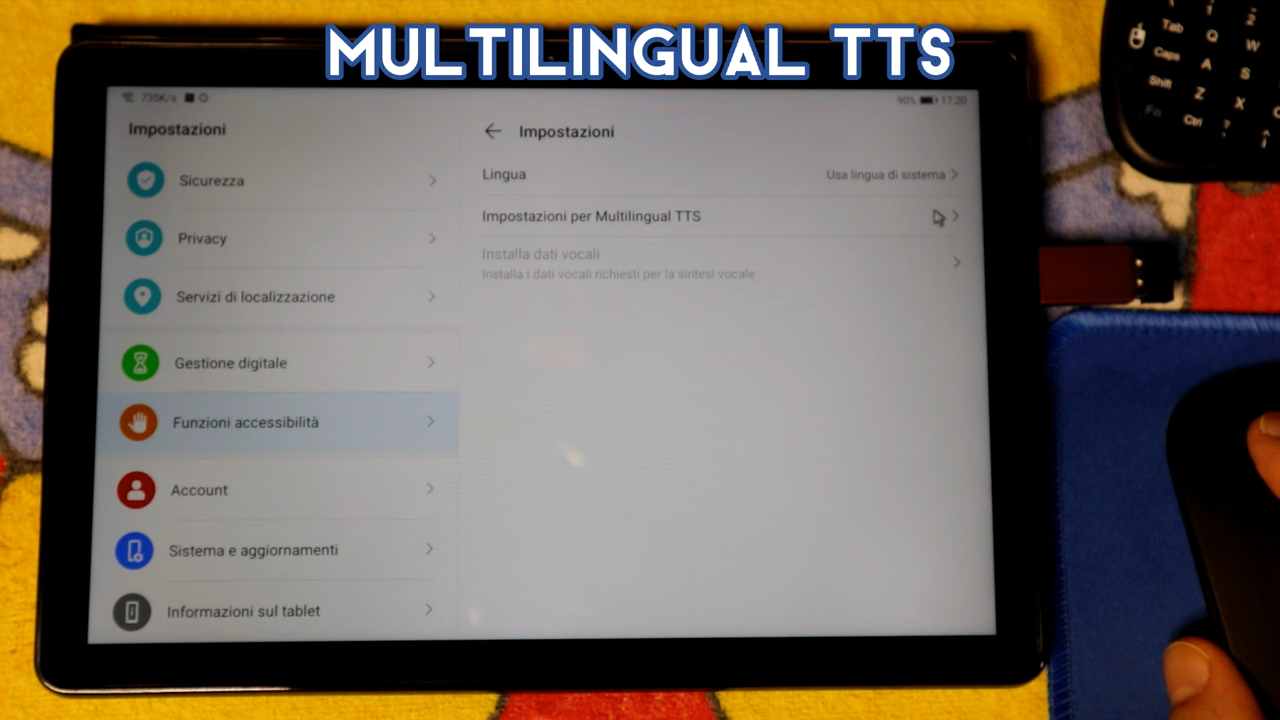 MULTILINGUAL TTS
735K/s
90% 17:20
Impostazioni
Sicurezza
Privacy
Servizi di localizzazione
Gestione digitale
Funzioni accessibilità
Account
Sistema e aggiornamenti
Informazioni sul tablet
Impostazioni
Lingua
Usa lingua di sistema
Impostazioni per Multilingual TTS
Installa dati vocali
Installa i dati vocali richiesti per la sintesi vocale
Tab Q W
Caps A S
Shift Z X
Fn Ctrl